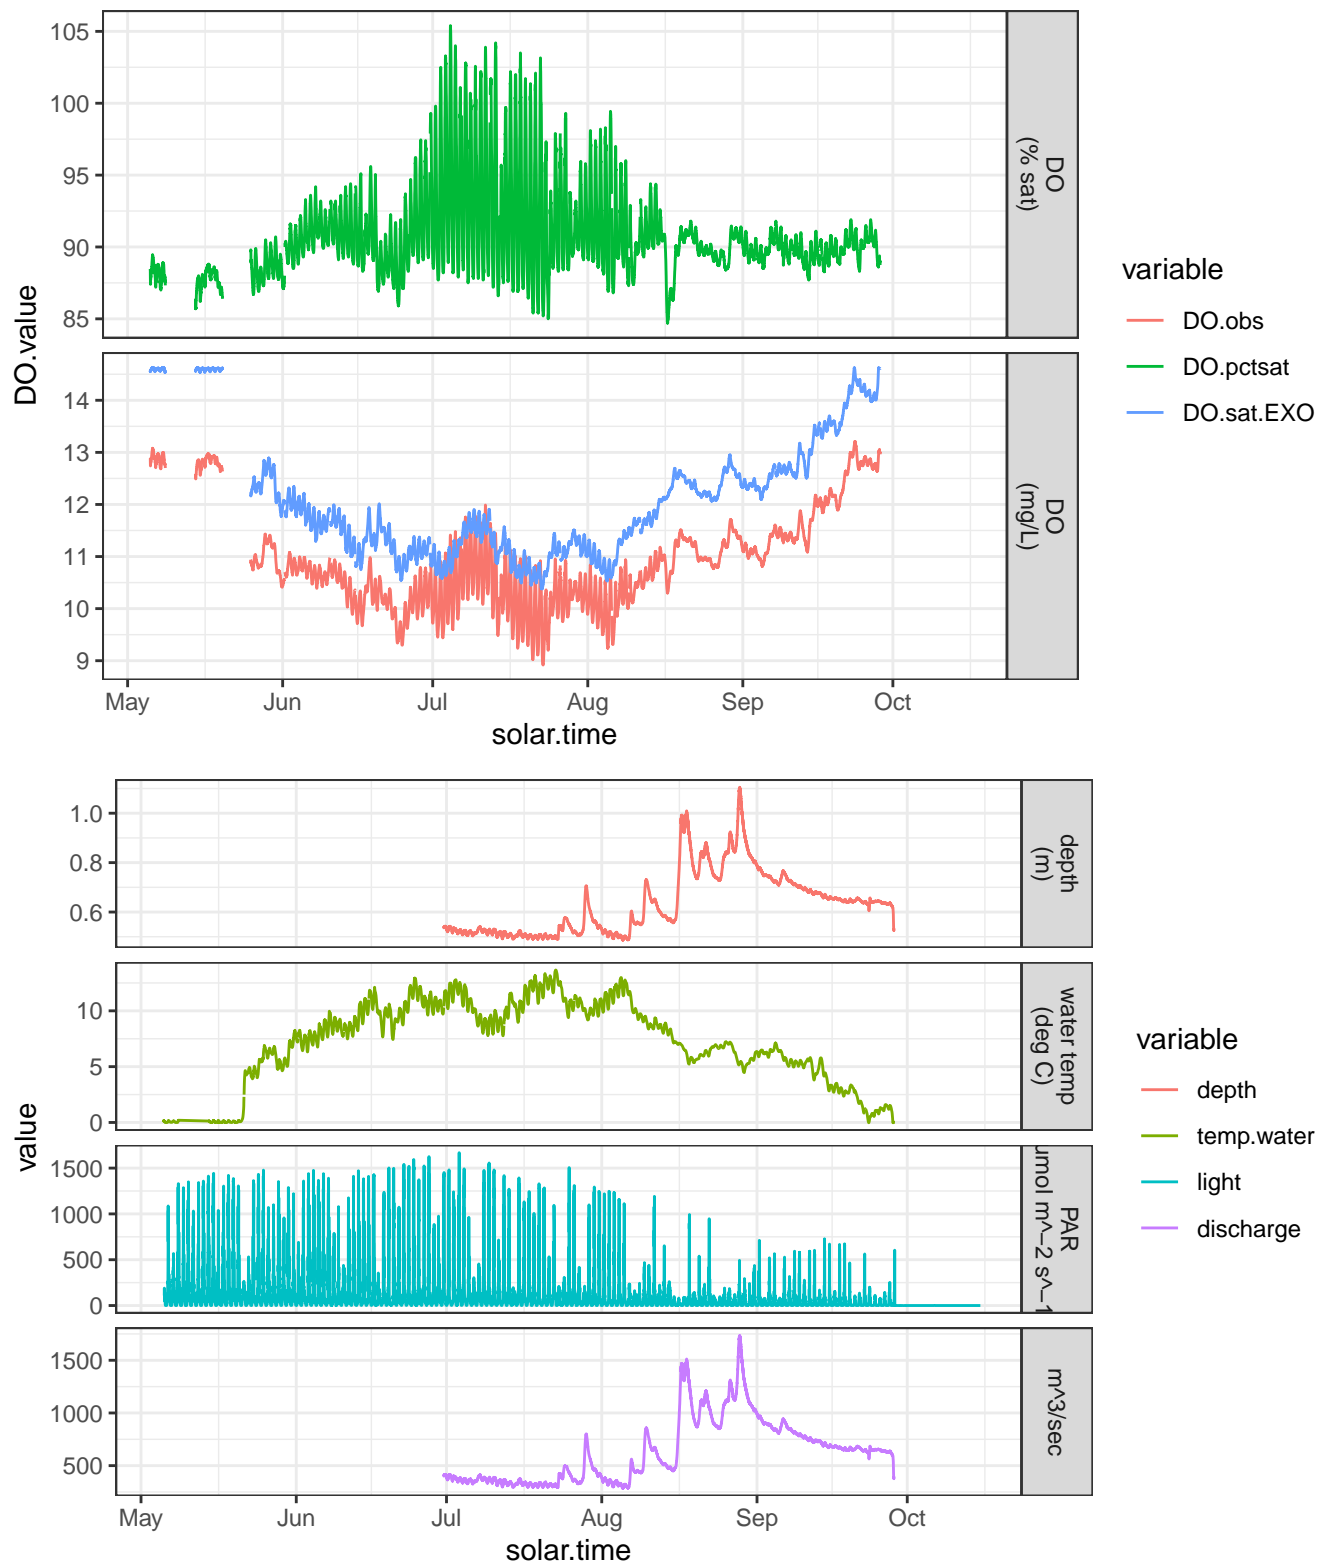 105
100
95
90
85
DO
(% sat)
14
13
12
11
10
9
DO
(mg/L)
DO.value
May Jun Jul Aug Sep Oct
solar.time
variable
DO.obs
DO.pctsat
DO.sat.EXO
1.0
0.8
0.6
depth
(m)
10
5
0
water temp
(deg C)
1500
1000
500
0
PAR
umol m^-2 s^-1
1500
1000
500
m^3/sec
value
May Jun Jul Aug Sep Oct
solar.time
variable
depth
temp.water
light
discharge